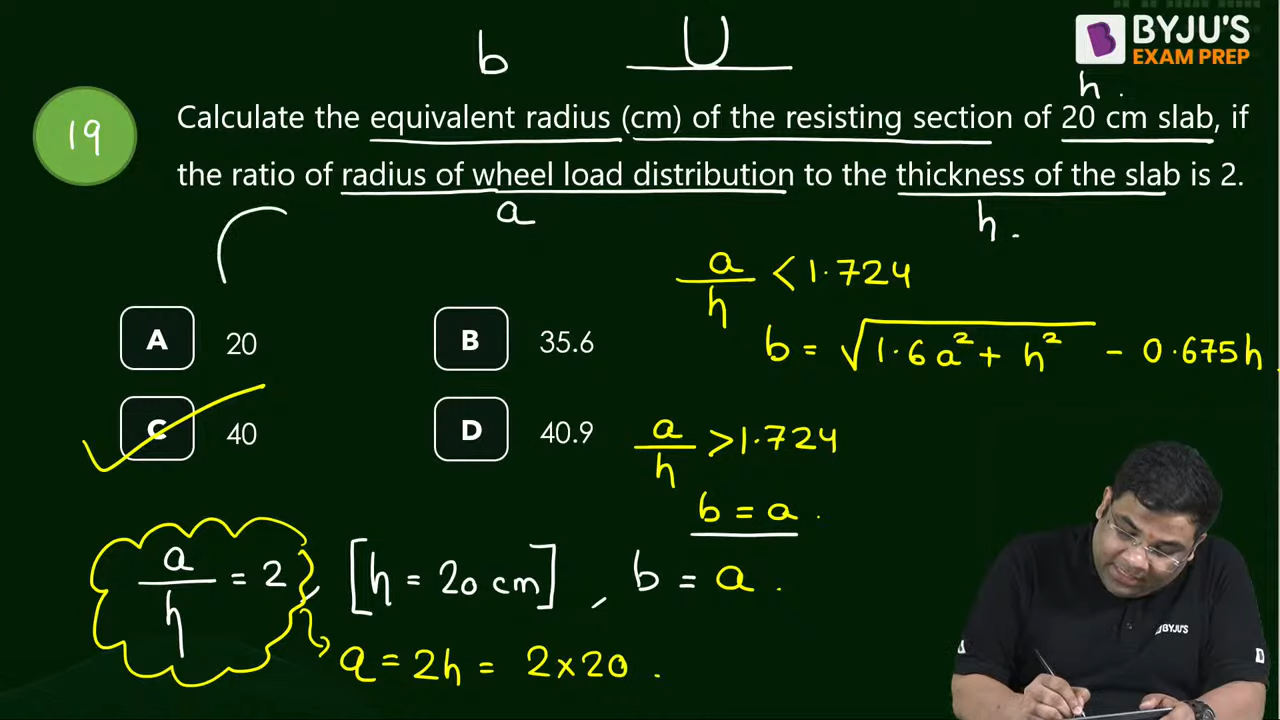 b U
BYJU'S
EXAM PREP
h.
19
Calculate the equivalent radius (cm) of the resisting section of 20 cm slab, if
the ratio of radius of wheel load distribution to the thickness of the slab is 2.
a
h.
a/h < 1.724
b = √(1.6a² + h²) - 0.675h.
A 20
B 35.6
C 40
D 40.9
a/h > 1.724
b = a.
a/h = 2, [h = 20 cm], b = a.
a = 2h = 2×20.
BYJU'S